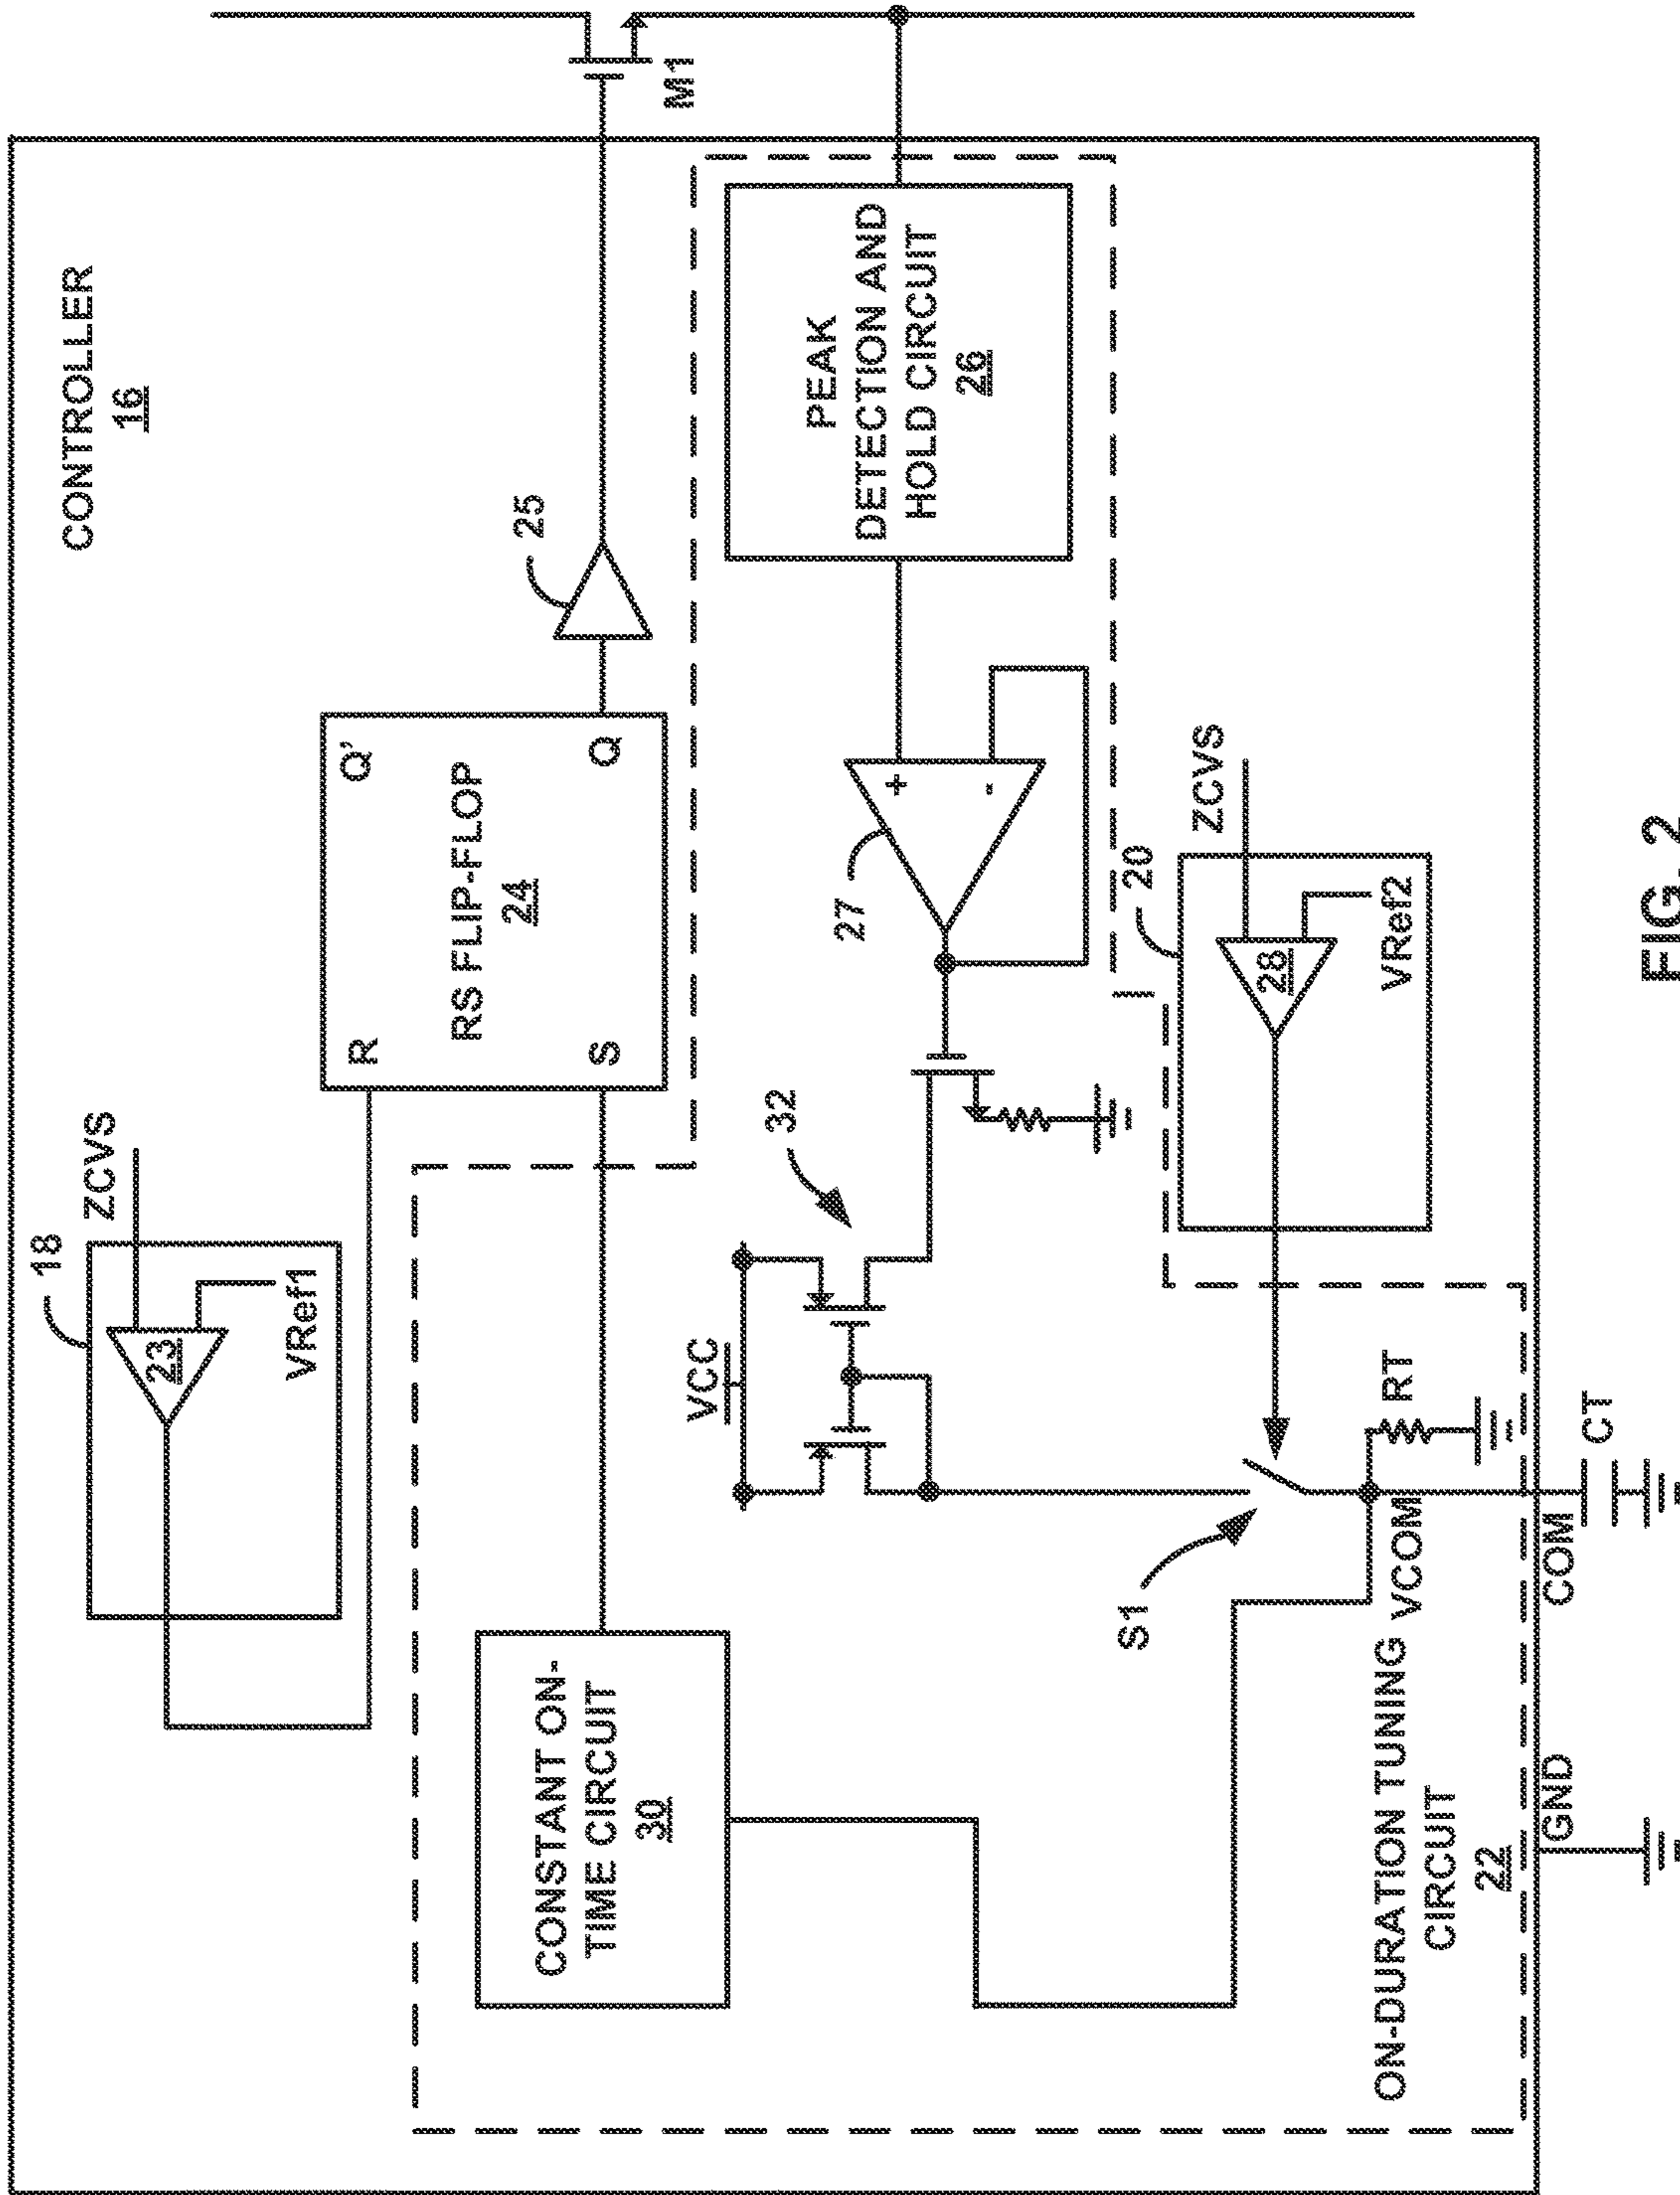 CONTROLLER
16
18
ZCVS
23
VRef1
R
Q'
RS FLIP-FLOP
24
S
Q
25
M1
CONSTANT ON-
TIME CIRCUIT
30
VCC
32
27
+
-
PEAK
DETECTION AND
HOLD CIRCUIT
26
S1
20
ZCVS
28
VRef2
ON-DURATION TUNING
CIRCUIT
22
VCOM
RT
GND
COM
CT
FIG. 2